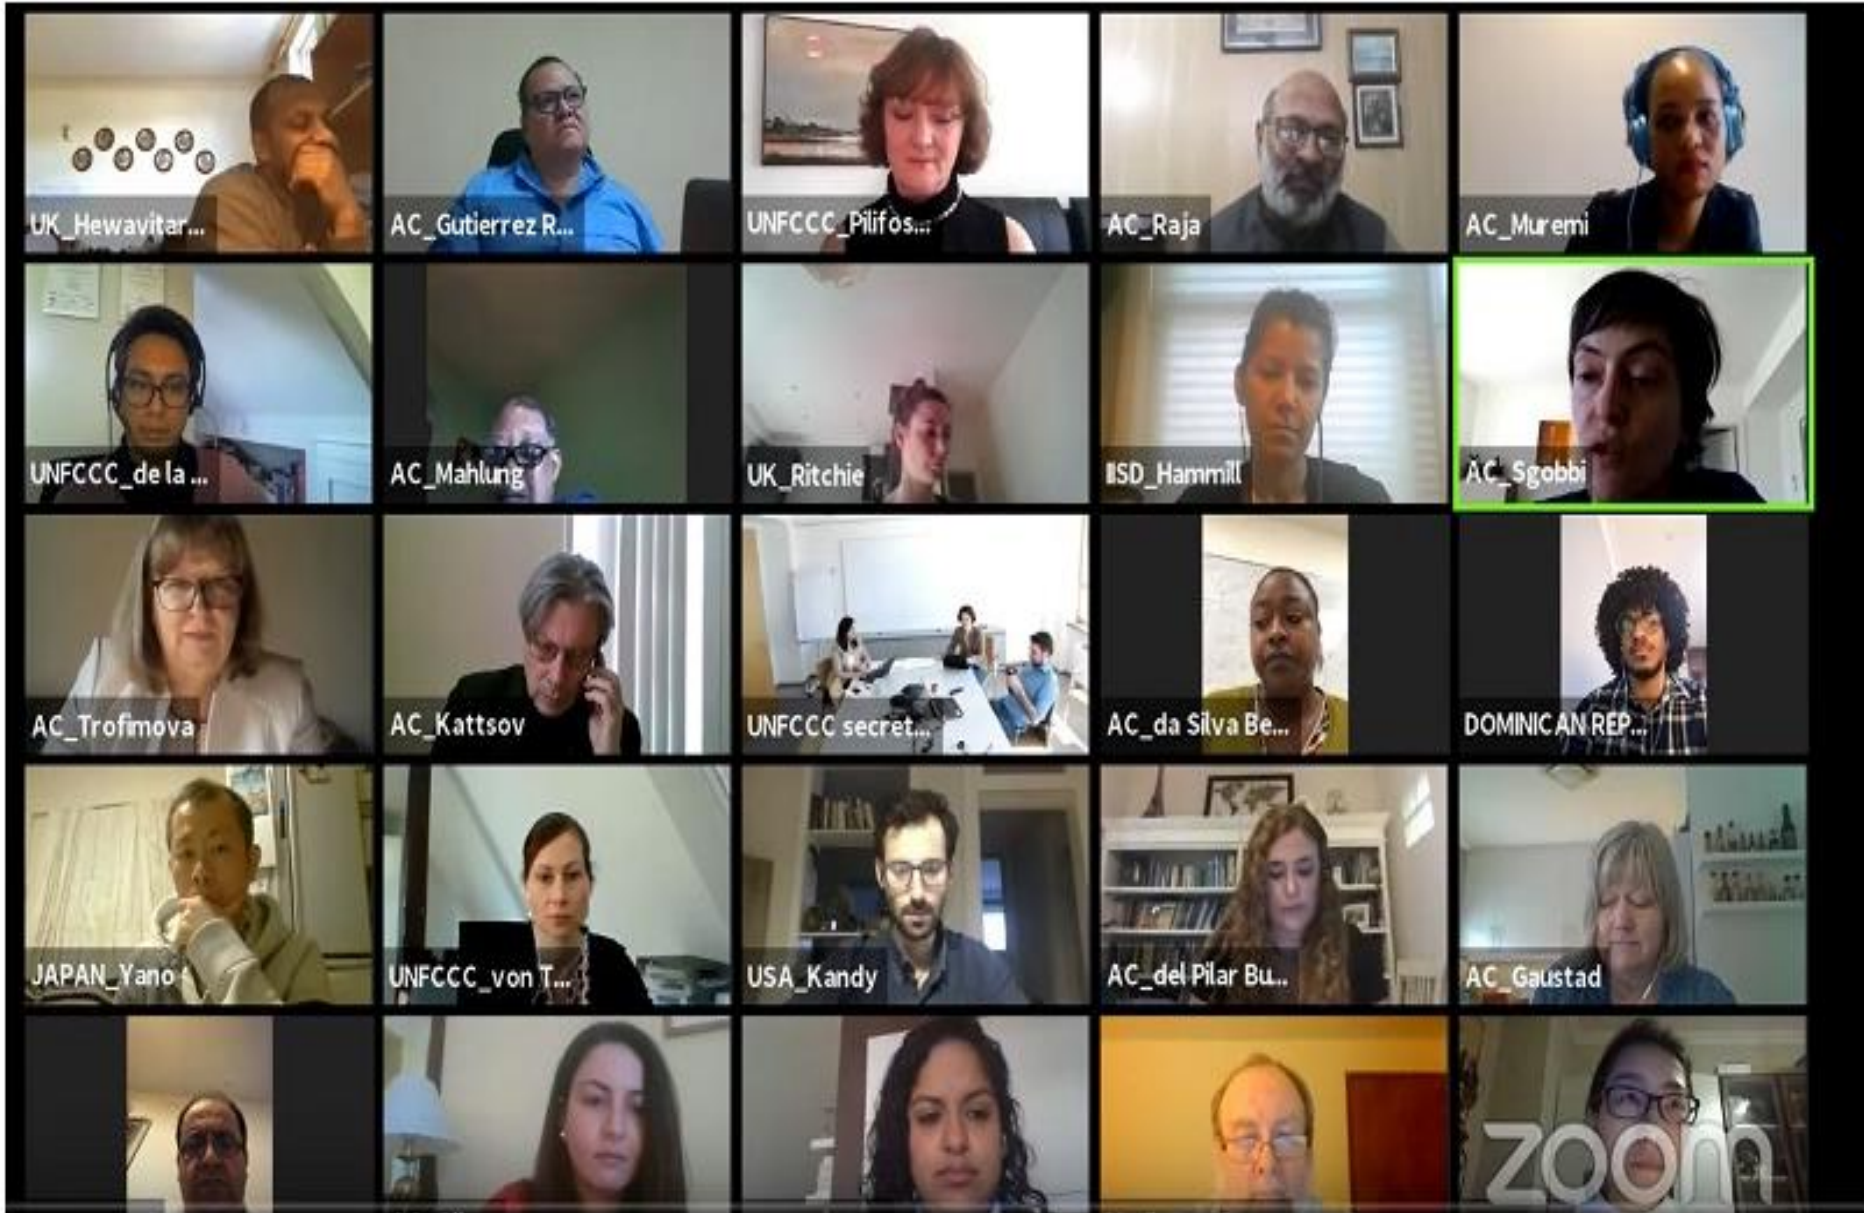 UK_Hewavitar...
AC_Gutierrez R...
UNFCCC_Pilifos...
AC_Raja
AC_Muremi
UNFCCC_de la ...
AC_Mahlung
UK_Ritchie
IISD_Hammill
AC_Sgobbi
AC_Trofimova
AC_Kattsov
UNFCCC secret...
AC_da Silva Be...
DOMINICAN REP...
JAPAN_Yano
UNFCCC_von T...
USA_Kandy
AC_del Pilar Bu...
AC_Gaustad
zoom